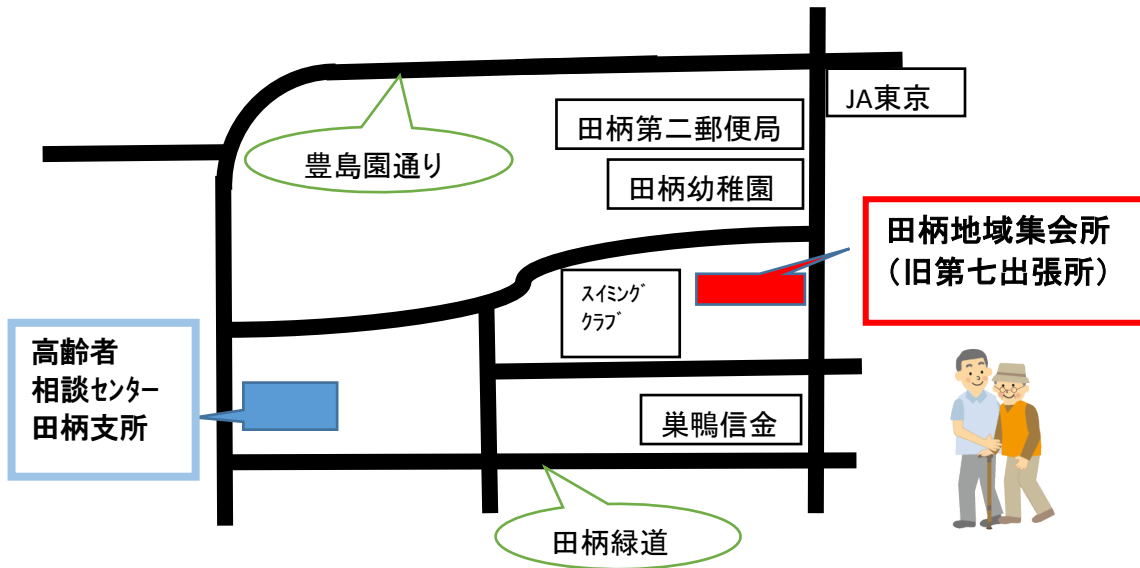 JA東京
田柄第二郵便局
豊島園通り
田柄幼稚園
田柄地域集会所
（旧第七出張所）
ｽｲﾐﾝｸﾞ
ｸﾗﾌﾞ
高齢者
相談ｾﾝﾀｰ
田柄支所
巣鴨信金
田柄緑道